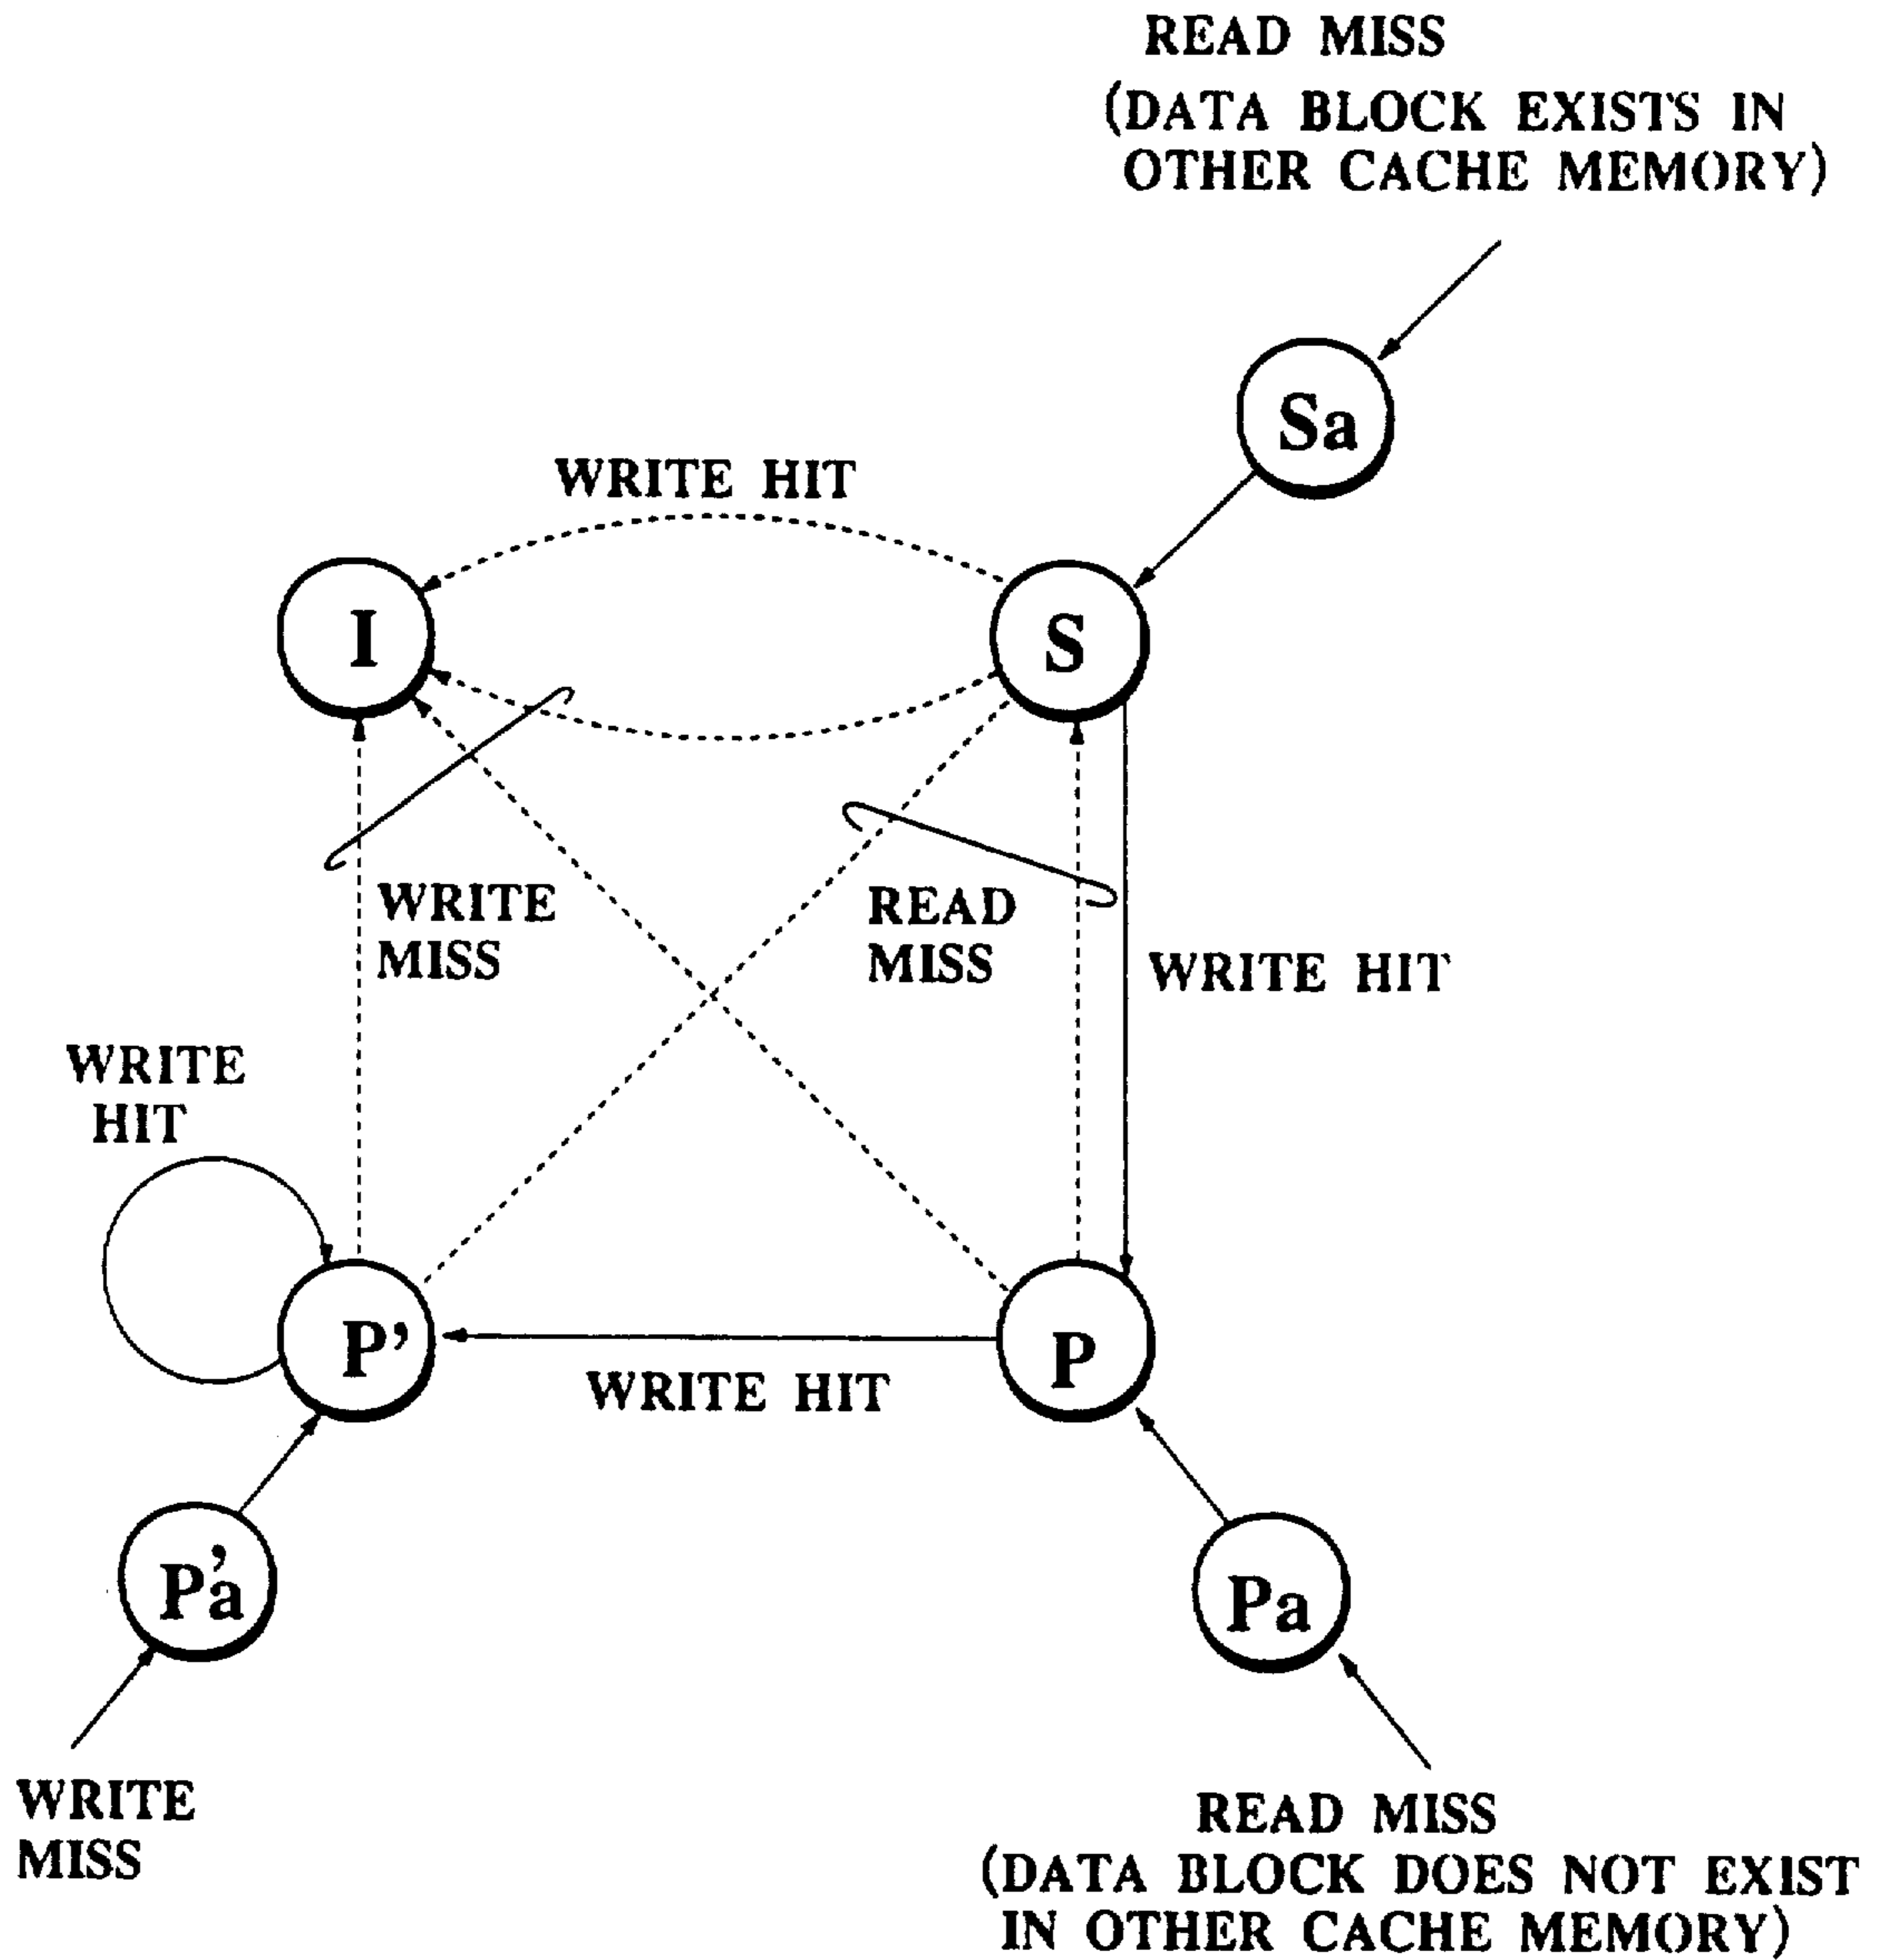 READ MISS
(DATA BLOCK EXISTS IN
OTHER CACHE MEMORY)
Sa
WRITE HIT
I
S
WRITE
MISS
READ
MISS
WRITE HIT
WRITE
HIT
P'
P
WRITE HIT
P'a
Pa
WRITE
MISS
READ MISS
(DATA BLOCK DOES NOT EXIST
IN OTHER CACHE MEMORY)